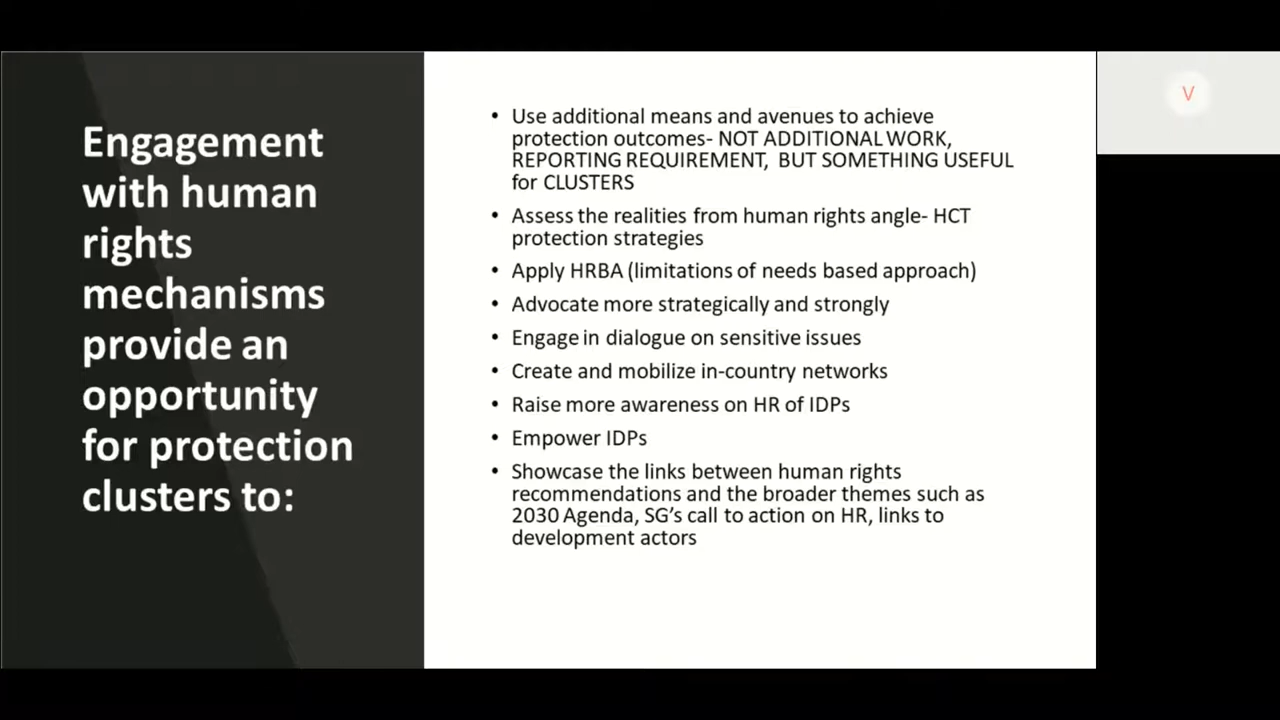 Engagement
with human
rights
mechanisms
provide an
opportunity
for protection
clusters to:
• Use additional means and avenues to achieve
protection outcomes- NOT ADDITIONAL WORK,
REPORTING REQUIREMENT, BUT SOMETHING USEFUL
for CLUSTERS
• Assess the realities from human rights angle- HCT
protection strategies
• Apply HRBA (limitations of needs based approach)
• Advocate more strategically and strongly
• Engage in dialogue on sensitive issues
• Create and mobilize in-country networks
• Raise more awareness on HR of IDPs
• Empower IDPs
• Showcase the links between human rights
recommendations and the broader themes such as
2030 Agenda, SG's call to action on HR, links to
development actors
V